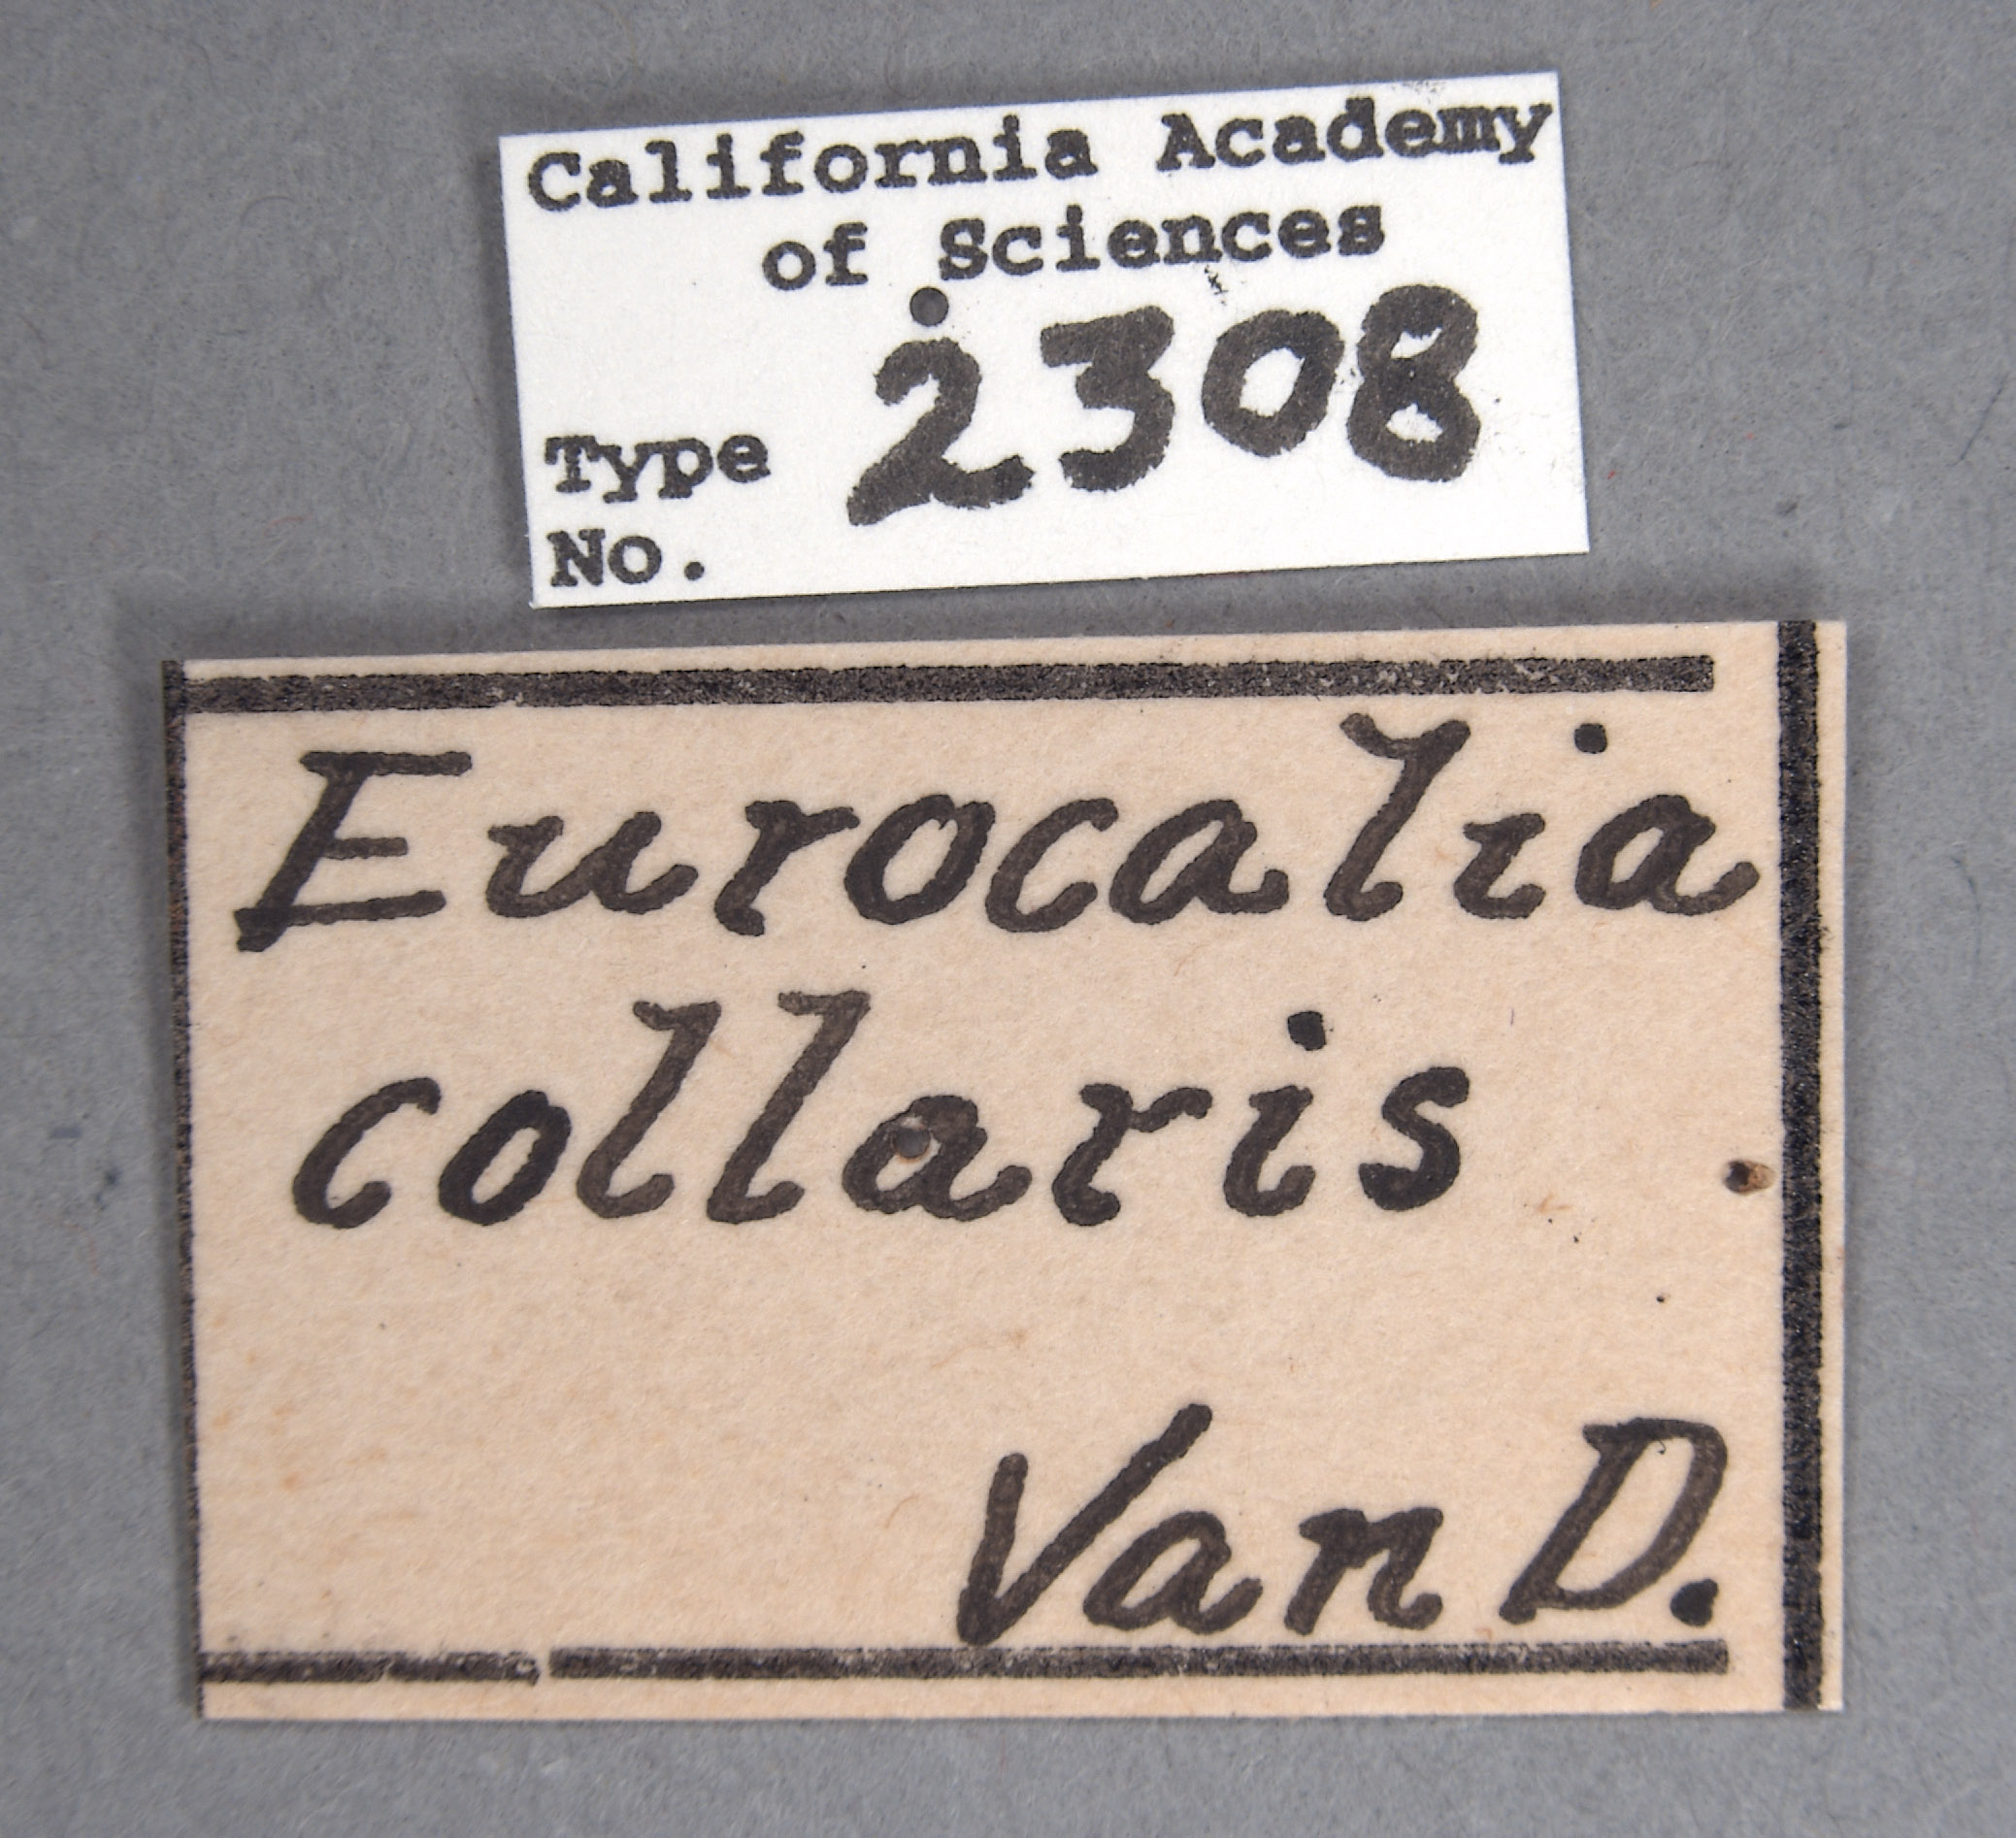 California Academy
of Sciences
Type 2308
No.
Eurocalia
collaris
Van D.